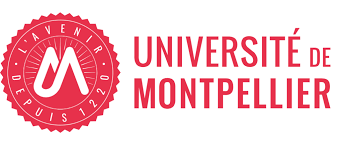 · L'AVENIR · DEPUIS 1220
UNIVERSITÉ DE
MONTPELLIER